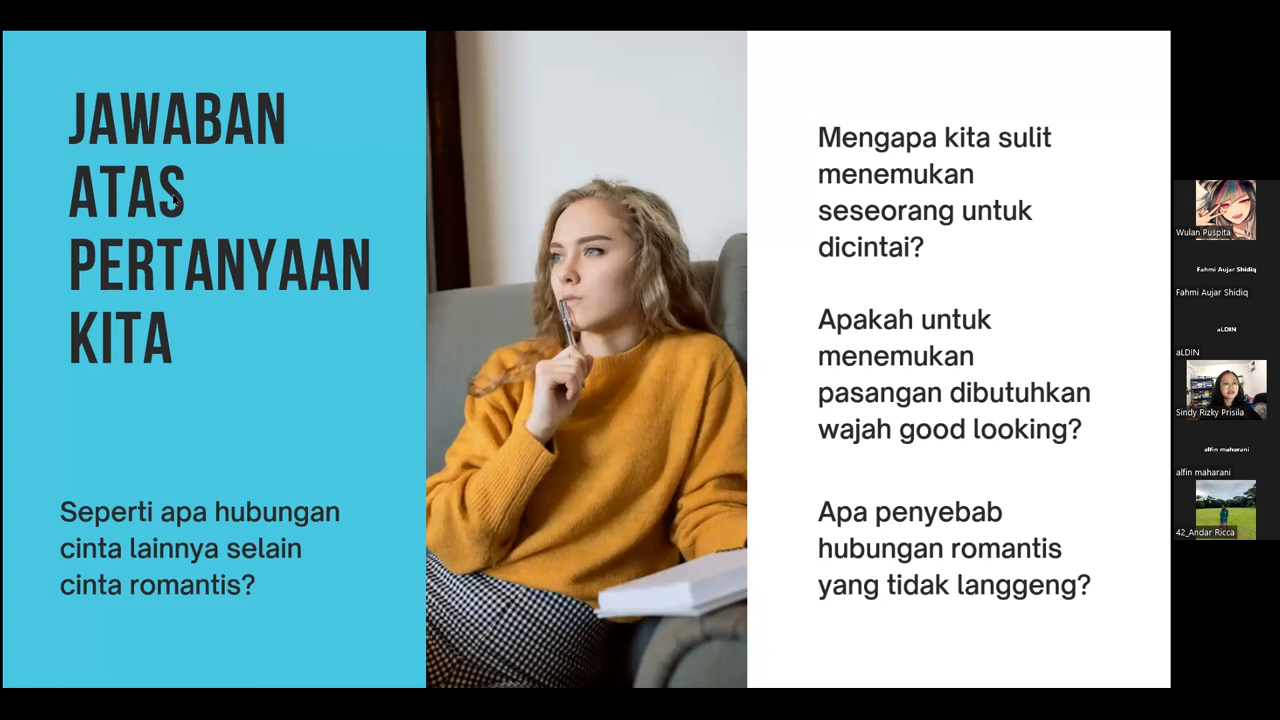 JAWABAN
ATAS
PERTANYAAN
KITA
Seperti apa hubungan
cinta lainnya selain
cinta romantis?
Mengapa kita sulit
menemukan
seseorang untuk
dicintai?
Apakah untuk
menemukan
pasangan dibutuhkan
wajah good looking?
Apa penyebab
hubungan romantis
yang tidak langgeng?
Wulan Puspita
Fahmi Aujar Shidiq
Fahmi Aujar Shidiq
aLDIN
aLDIN
Sindy Rizky Prisila
alfin maharani
alfin maharani
42_Andar Ricca